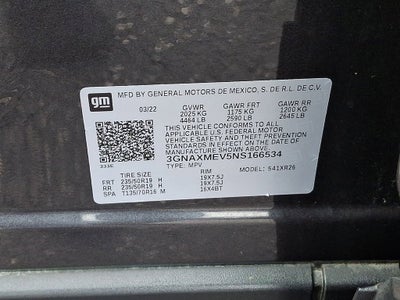 gm
MFD BY GENERAL MOTORS DE MEXICO, S. DE R.L. DE C.V.
03/22 GVWR GAWR FRT GAWR RR
2025 KG 1175 KG 1200 KG
4464 LB 2590 LB 2645 LB
THIS VEHICLE CONFORMS TO ALL
APPLICABLE U.S. FEDERAL MOTOR
VEHICLE SAFETY, BUMPER, AND
THEFT PREVENTION STANDARDS IN
EFFECT ON THE DATE OF
MANUFACTURE SHOWN ABOVE.
3GNAXMEV5NS166534
TYPE: MPV MODEL: 541XR26
TIRE SIZE RIM
FRT 235/50R19 H 19X7.5J
RR 235/50R19 H 19X7.5J
SPA T135/70R16 M 16X4BT